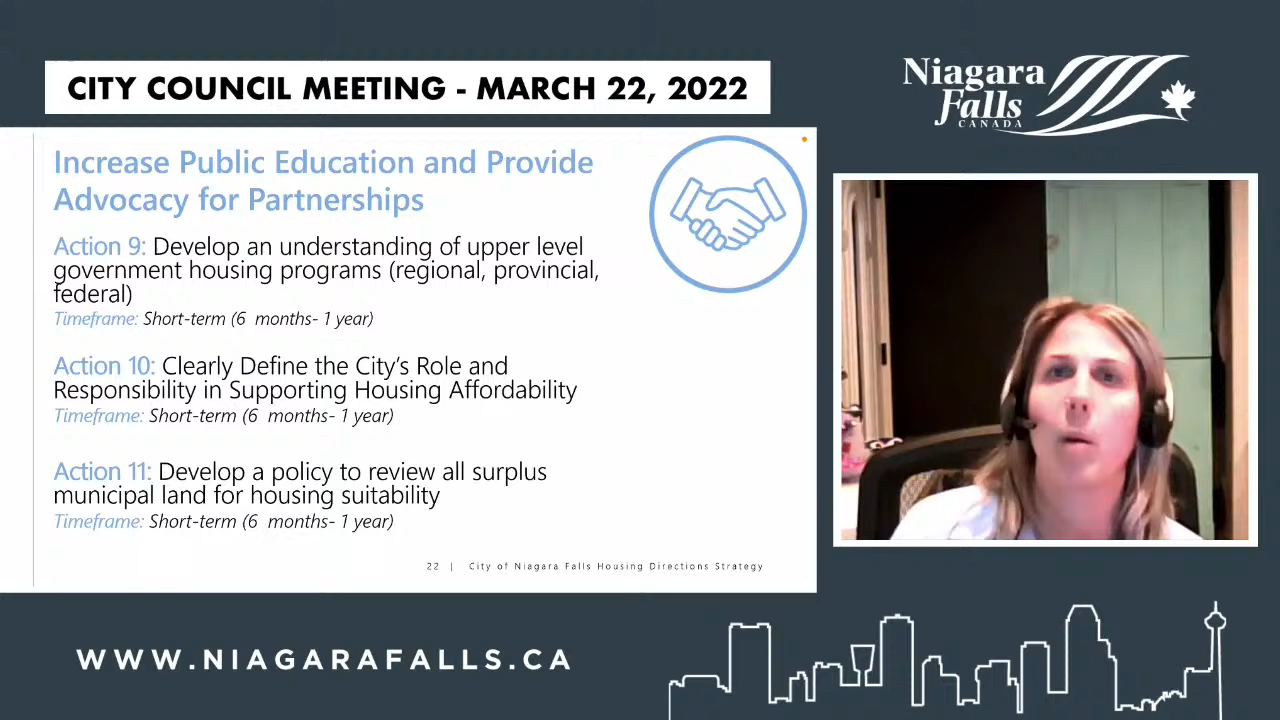 CITY COUNCIL MEETING - MARCH 22, 2022
Niagara
Falls
CANADA
Increase Public Education and Provide
Advocacy for Partnerships
Action 9: Develop an understanding of upper level
government housing programs (regional, provincial,
federal)
Timeframe: Short-term (6 months- 1 year)
Action 10: Clearly Define the City’s Role and
Responsibility in Supporting Housing Affordability
Timeframe: Short-term (6 months- 1 year)
Action 11: Develop a policy to review all surplus
municipal land for housing suitability
Timeframe: Short-term (6 months- 1 year)
22 | City of Niagara Falls Housing Directions Strategy
WWW.NIAGARAFALLS.CA